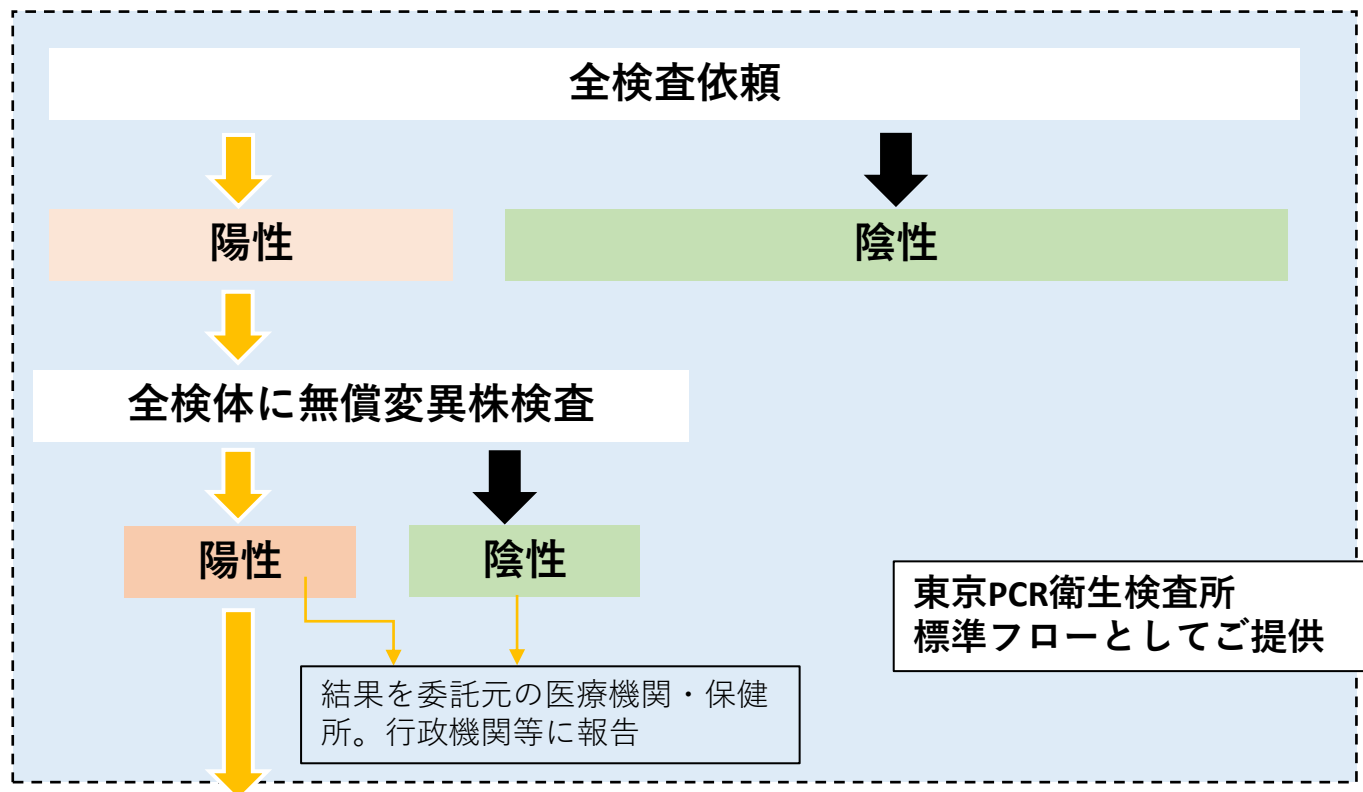 全検査依頼
陽性
陰性
全検体に無償変異株検査
陽性
陰性
東京PCR衛生検査所
標準フローとしてご提供
結果を委託元の医療機関・保健
所。行政機関等に報告